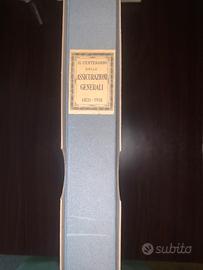 IL CENTENARIO
DELLE
ASSICURAZIONI
GENERALI
1831-1931
subito